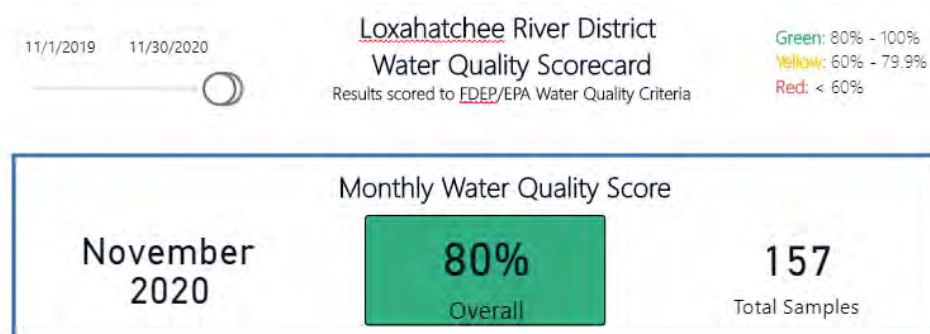 11/1/2019 11/30/2020
Loxahatchee River District
Water Quality Scorecard
Results scored to FDEP/EPA Water Quality Criteria
Green: 80% - 100%
Yellow: 60% - 79.9%
Red: < 60%
Monthly Water Quality Score
November
2020
80%
Overall
157
Total Samples